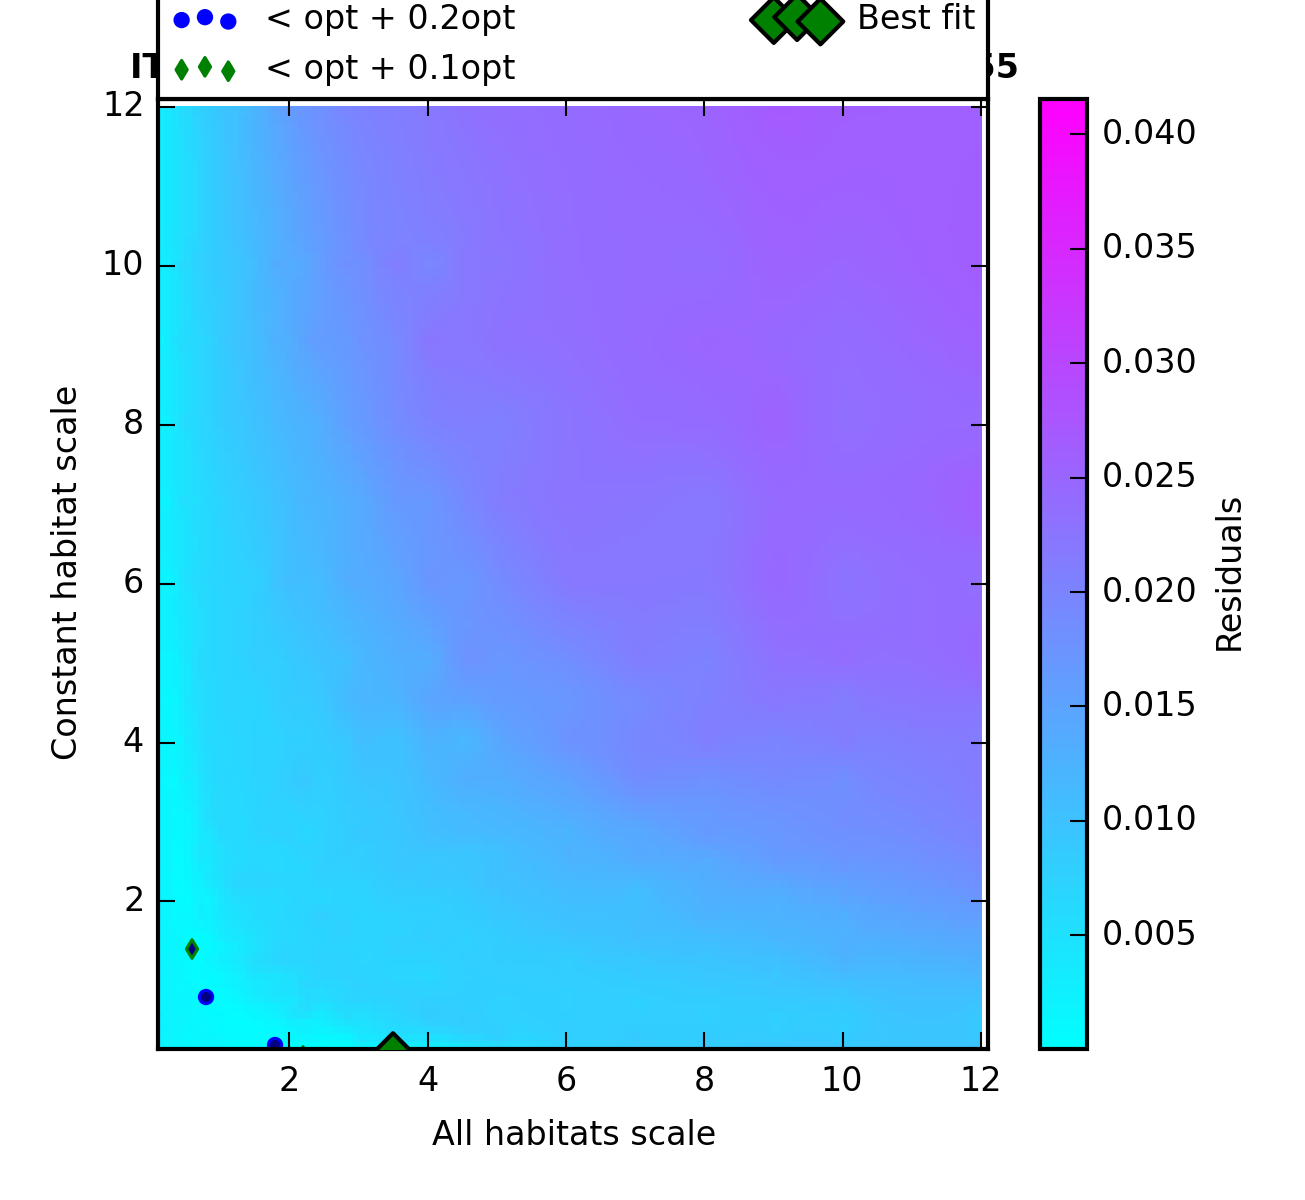 < opt + 0.2opt
Best fit
< opt + 0.1opt
12
10
8
6
4
2
Constant habitat scale
2 4 6 8 10 12
All habitats scale
0.040
0.035
0.030
0.025
0.020
0.015
0.010
0.005
Residuals